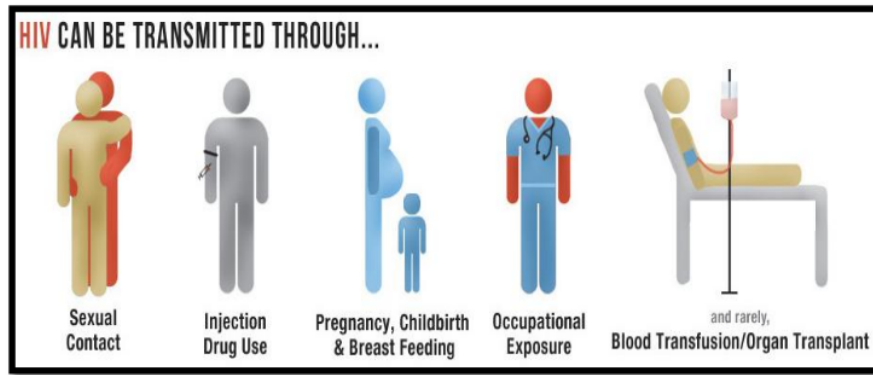 HIV CAN BE TRANSMITTED THROUGH...
Sexual
Contact
Injection
Drug Use
Pregnancy, Childbirth
& Breast Feeding
Occupational
Exposure
and rarely,
Blood Transfusion/Organ Transplant